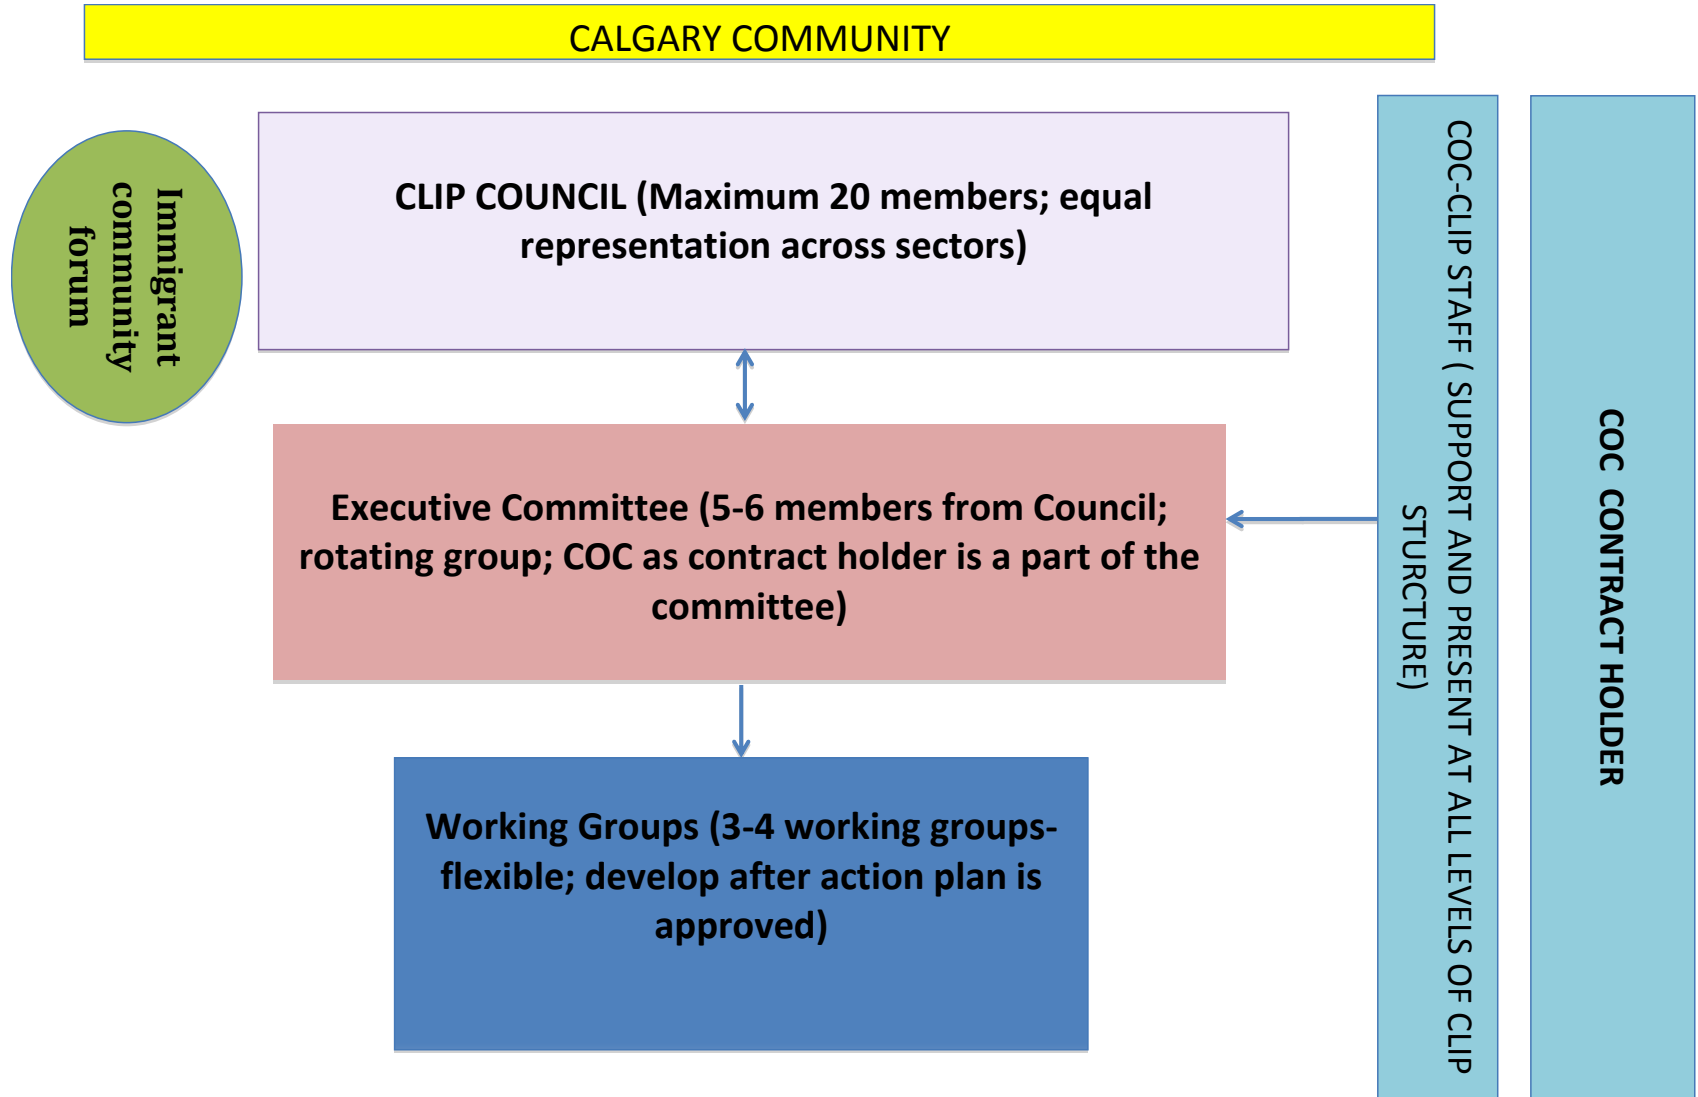 CALGARY COMMUNITY
Immigrant
community
forum
CLIP COUNCIL (Maximum 20 members; equal
representation across sectors)
Executive Committee (5-6 members from Council;
rotating group; COC as contract holder is a part of the
committee)
Working Groups (3-4 working groups-
flexible; develop after action plan is
approved)
COC-CLIP STAFF ( SUPPORT AND PRESENT AT ALL LEVELS OF CLIP
STURCTURE)
COC CONTRACT HOLDER